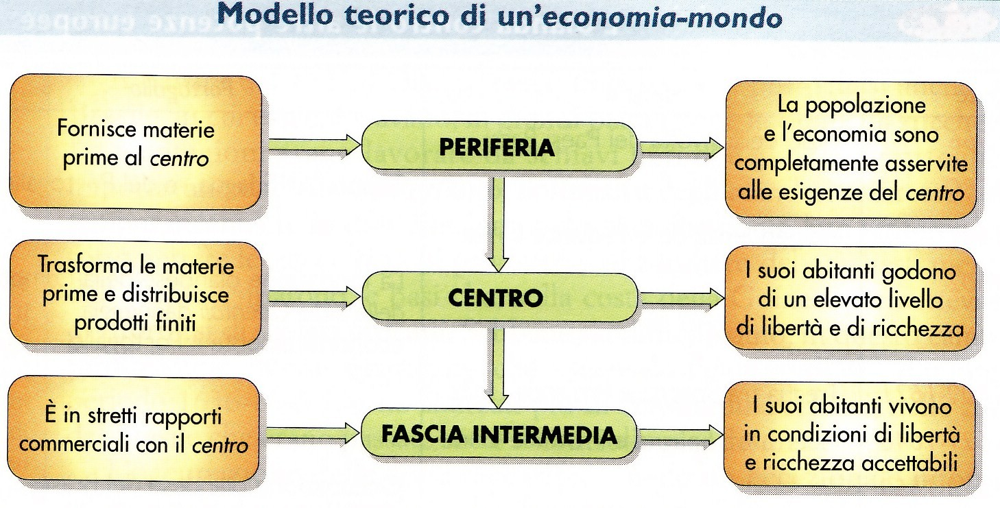 Modello teorico di un'economia-mondo
Fornisce materie
prime al centro
PERIFERIA
La popolazione
e l'economia sono
completamente asservite
alle esigenze del centro
Trasforma le materie
prime e distribuisce
prodotti finiti
CENTRO
I suoi abitanti godono
di un elevato livello
di libertà e di ricchezza
È in stretti rapporti
commerciali con il centro
FASCIA INTERMEDIA
I suoi abitanti vivono
in condizioni di libertà
e ricchezza accettabili